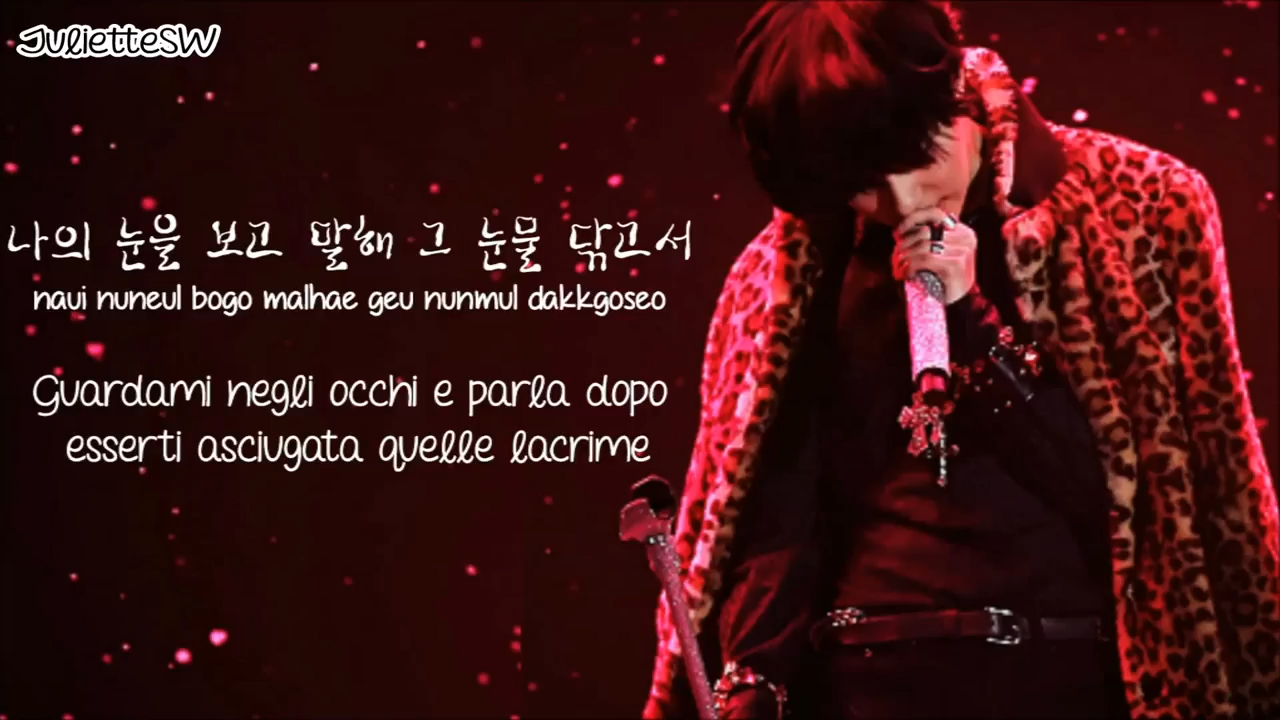 JulietteSW
나의 눈을 보고 말해 그 눈물 닦고서
naui nuneul bogo malhae geu nunmul dakkgoseo
Guardami negli occhi e parla dopo
esserti asciugata quelle lacrime